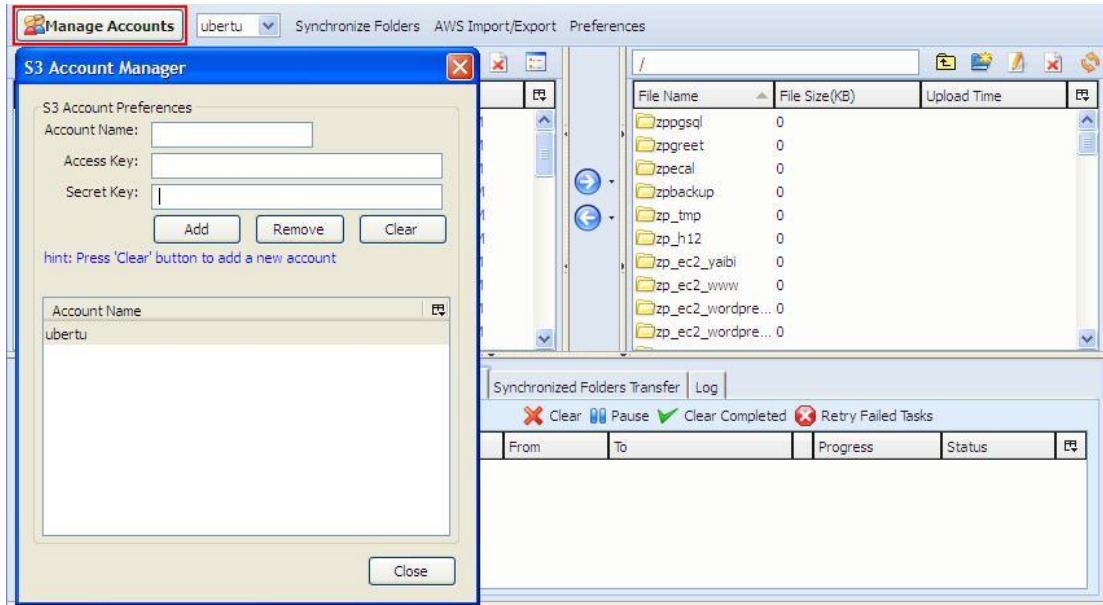 Manage Accounts ubertu Synchronize Folders AWS Import/Export Preferences
S3 Account Manager
S3 Account Preferences
Account Name:
Access Key:
Secret Key:
Add Remove Clear
hint: Press 'Clear' button to add a new account
Account Name
ubertu
Close
/
File Name File Size(KB) Upload Time
zppgsql 0
zpgreet 0
zpecal 0
zpbackup 0
zp_tmp 0
zp_h12 0
zp_ec2_yaibi 0
zp_ec2_www 0
zp_ec2_wordpre... 0
zp_ec2_wordpre... 0
Synchronized Folders Transfer Log
Clear Pause Clear Completed Retry Failed Tasks
From To Progress Status